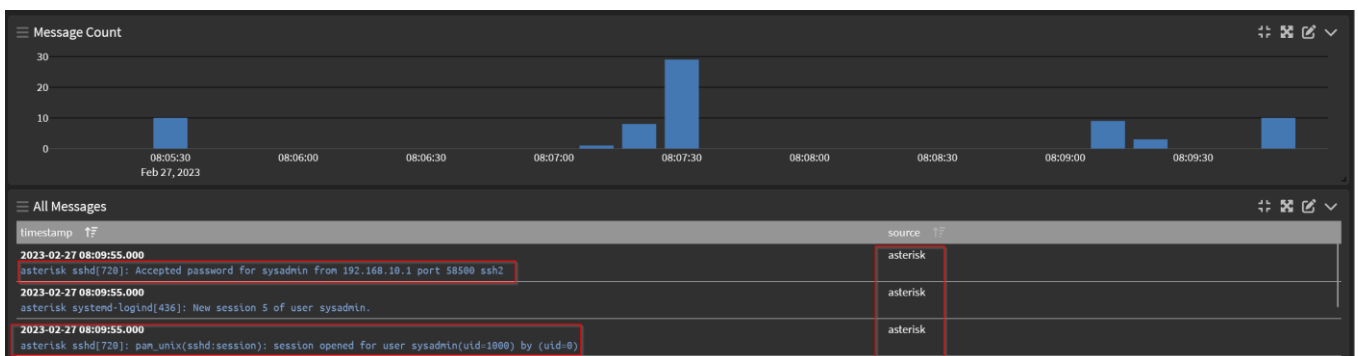 Message Count
30
20
10
0
08:05:30 08:06:00 08:06:30 08:07:00 08:07:30 08:08:00 08:08:30 08:09:00 08:09:30
Feb 27, 2023
All Messages
timestamp source
2023-02-27 08:09:55.000 asterisk
asterisk sshd[720]: Accepted password for sysadmin from 192.168.10.1 port 58500 ssh2
2023-02-27 08:09:55.000 asterisk
asterisk systemd-logind[436]: New session 5 of user sysadmin.
2023-02-27 08:09:55.000 asterisk
asterisk sshd[720]: pam_unix(sshd:session): session opened for user sysadmin(uid=1000) by (uid=0)